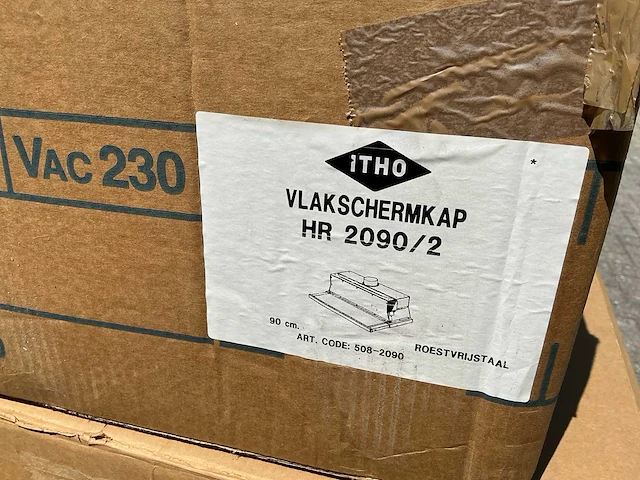 VAC 230
iTHO
*
VLAKSCHERMKAP
HR 2090/2
90 cm.
ART. CODE: 508-2090
ROESTVRIJSTAAL